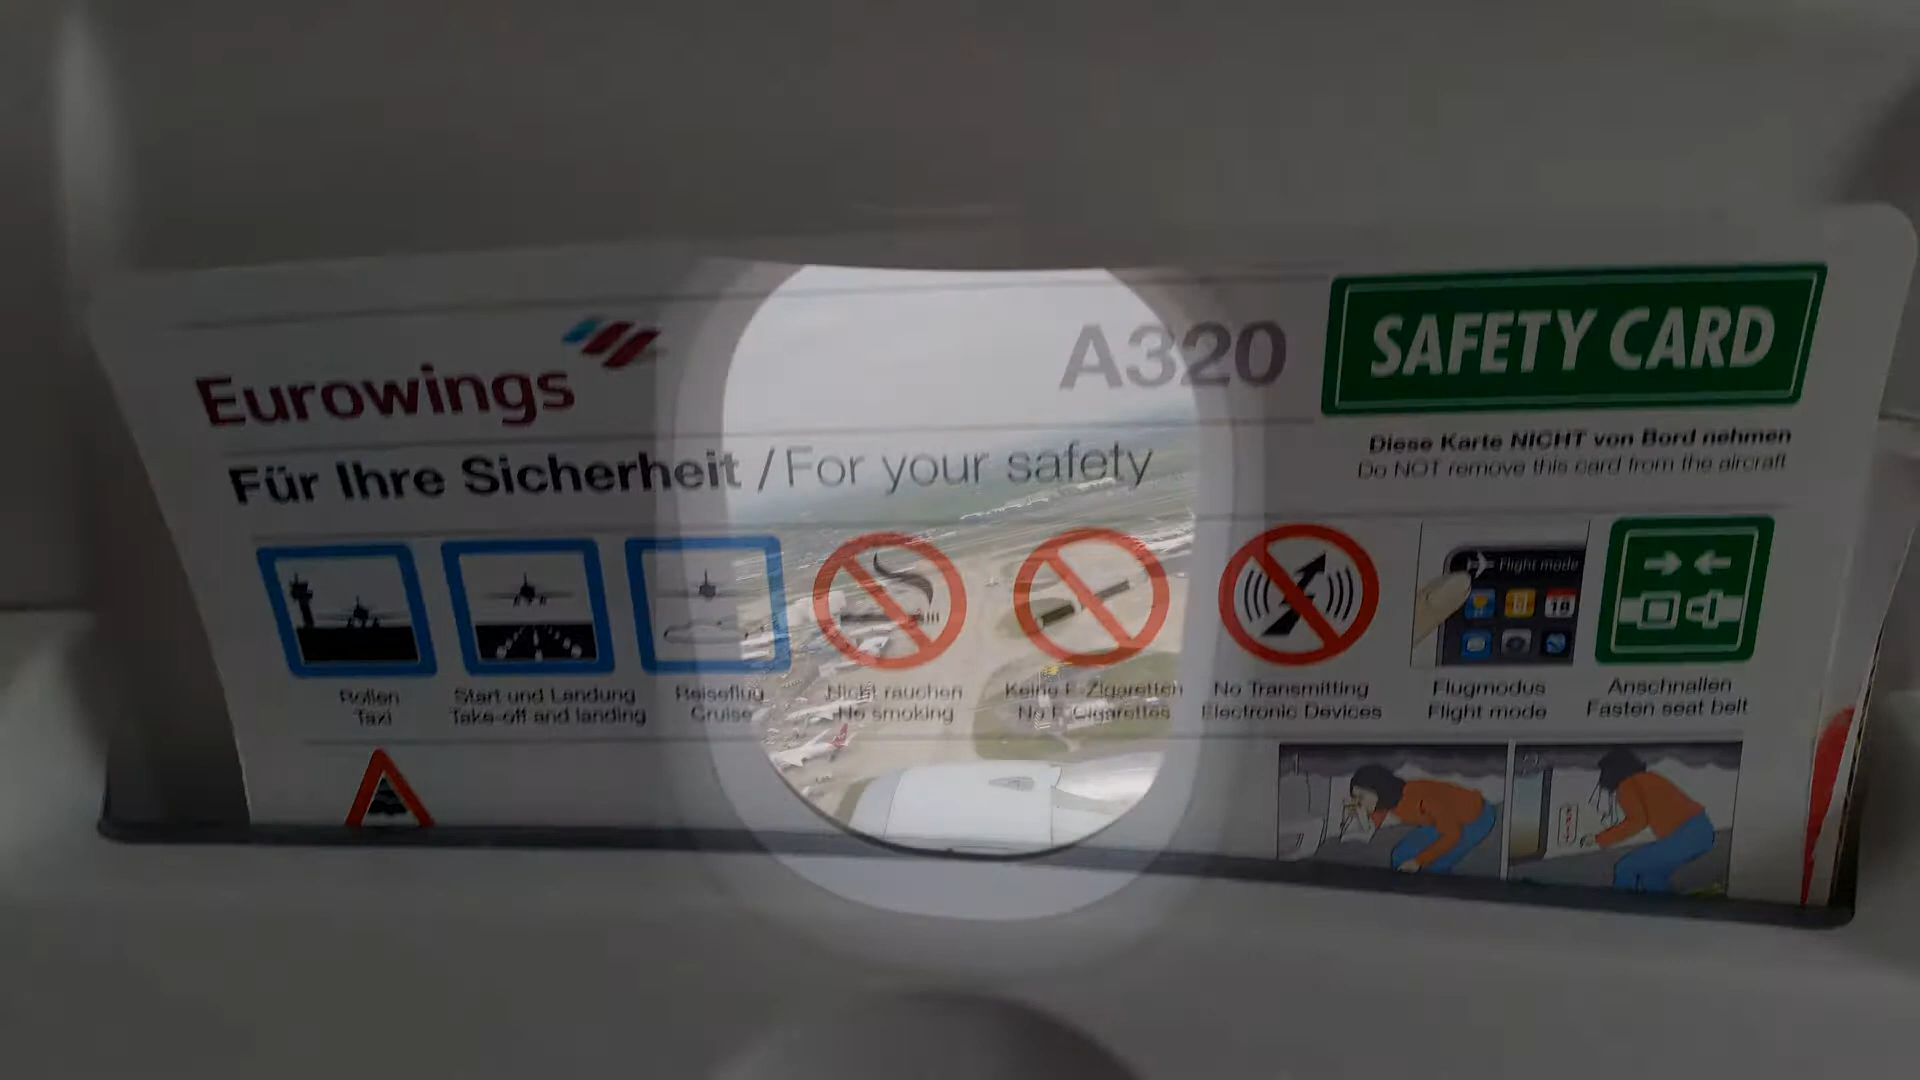 Eurowings
A320
SAFETY CARD
Für Ihre Sicherheit / For your safety
Diese Karte NICHT von Bord nehmen
Do NOT remove this card from the aircraft
Flight mode
18
Rollen
Taxi
Start und Landung
Take-off and landing
Reiseflug
Cruise
Nicht rauchen
No smoking
Keine E-Zigaretten
No E-Cigarettes
No Transmitting
Electronic Devices
Flugmodus
Flight mode
Anschnallen
Fasten seat belt